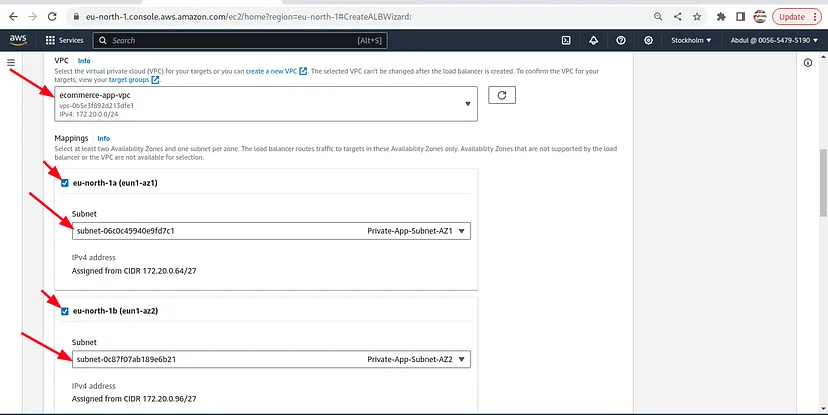 eu-north-1.console.aws.amazon.com/ec2/home?region=eu-north-1#CreateALBWizard:
Update
aws
Services
Search
[Alt+S]
Stockholm
Abdul @ 0056-5479-5190
VPC Info
Select the virtual private cloud (VPC) for your targets or you can create a new VPC. The selected VPC can't be changed after the load balancer is created. To confirm the VPC for your
targets, view your target groups.
ecommerce-app-vpc
vpc-0b5e3f892d213dfe1
IPv4: 172.20.0.0/24
Mappings Info
Select at least two Availability Zones and one subnet per zone. The load balancer routes traffic to targets in these Availability Zones only. Availability Zones that are not supported by the load
balancer or the VPC are not available for selection.
eu-north-1a (eun1-az1)
Subnet
subnet-06c0c49940e9fd7c1 Private-App-Subnet-AZ1
IPv4 address
Assigned from CIDR 172.20.0.64/27
eu-north-1b (eun1-az2)
Subnet
subnet-0c87f07ab189e6b21 Private-App-Subnet-AZ2
IPv4 address
Assigned from CIDR 172.20.0.96/27